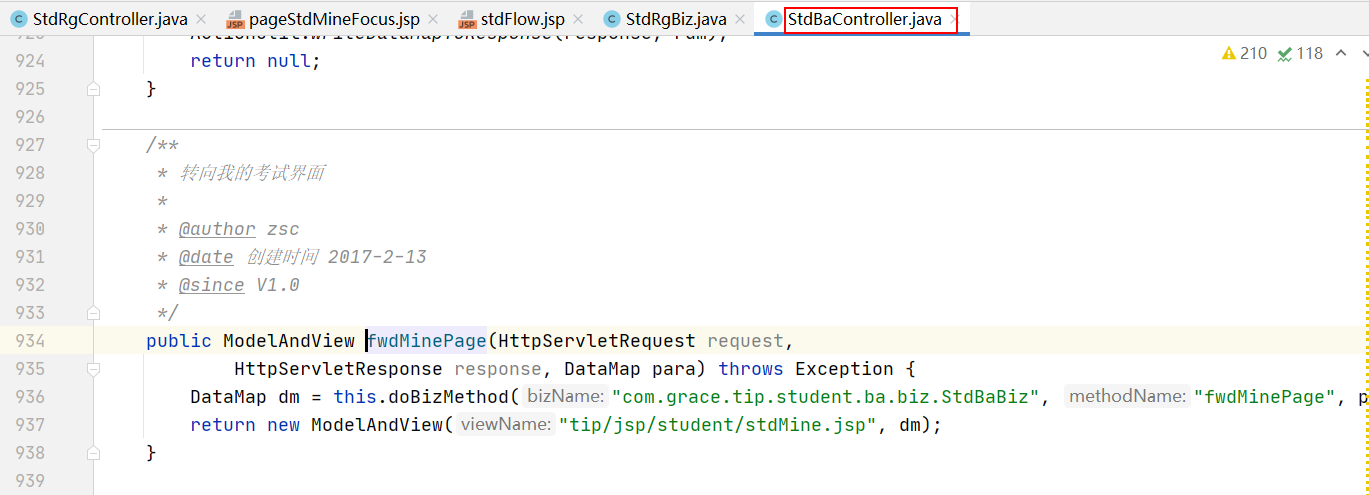 StdRgController.java × pageStdMineFocus.jsp × stdFlow.jsp × StdRgBiz.java × StdBaController.java ×
924 return null;
210 118
925 }
926
927 /**
928 * 转向我的考试界面
929 *
930 * @author zsc
931 * @date 创建时间 2017-2-13
932 * @since V1.0
933 */
934 public ModelAndView fwdMinePage(HttpServletRequest request,
935 HttpServletResponse response, DataMap para) throws Exception {
936 DataMap dm = this.doBizMethod( bizName: "com.grace.tip.student.ba.biz.StdBaBiz", methodName: "fwdMinePage", p
937 return new ModelAndView( viewName: "tip/jsp/student/stdMine.jsp", dm);
938 }
939